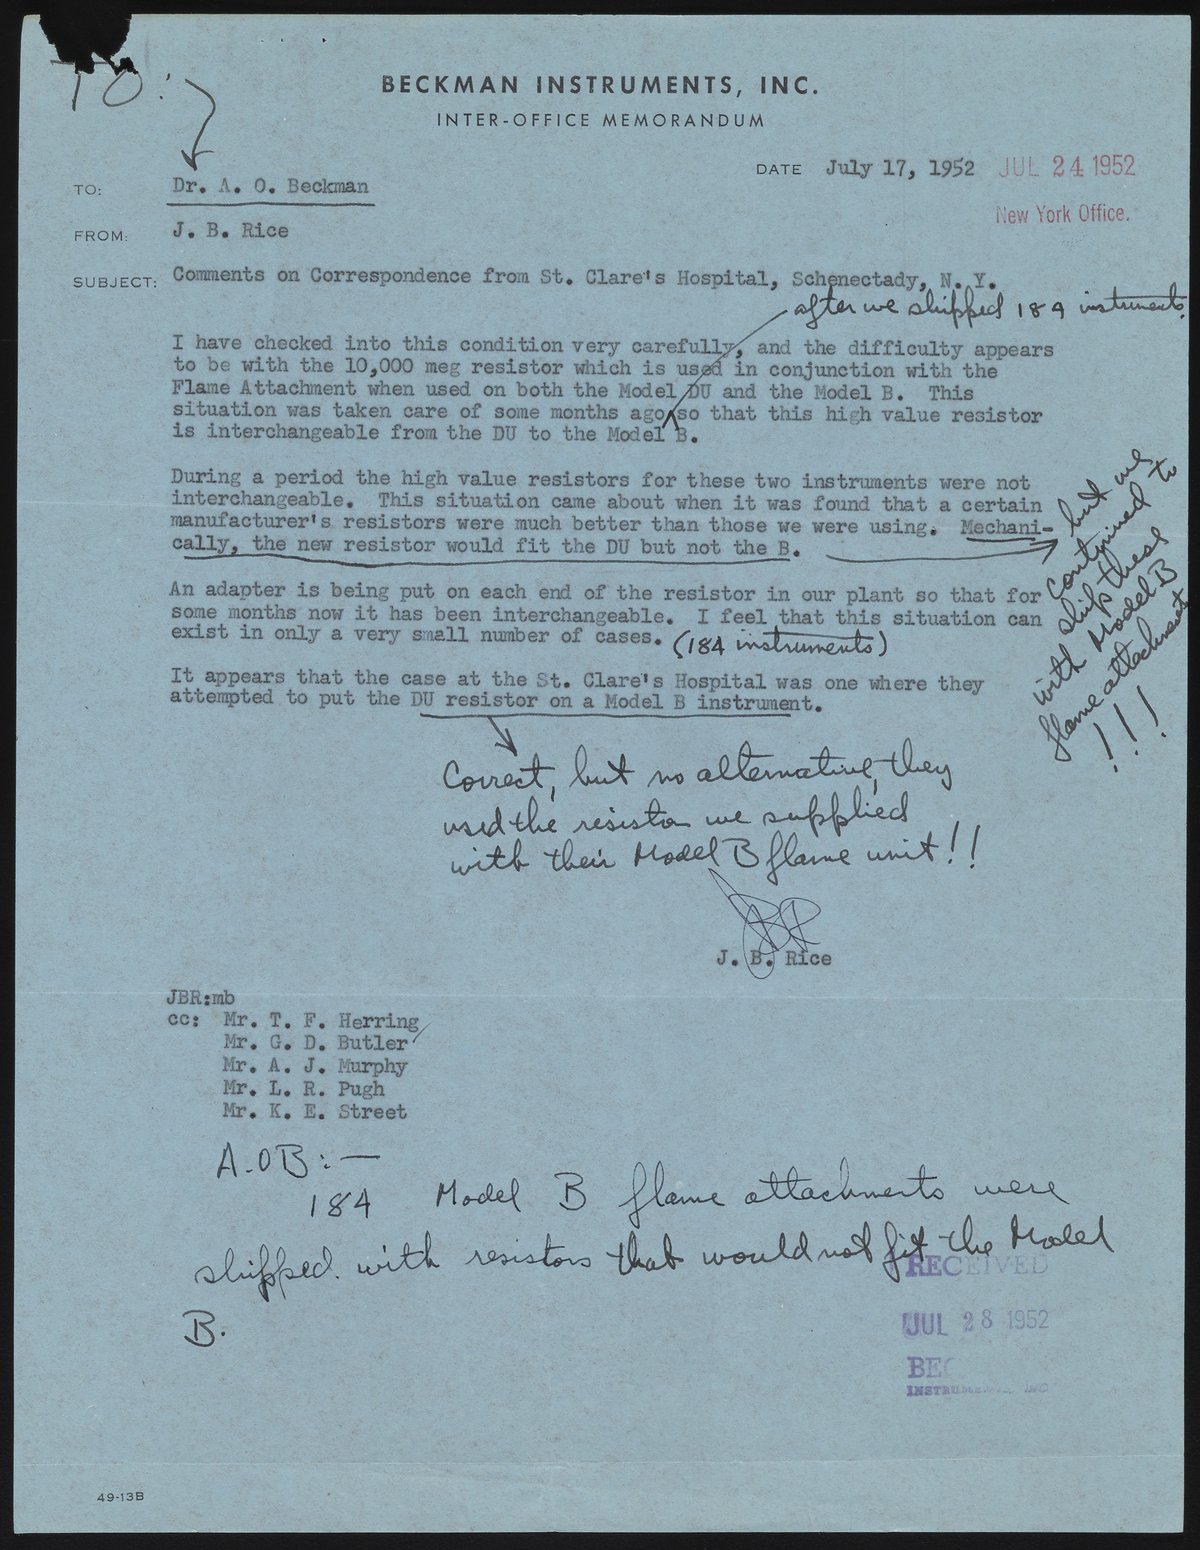 TO:
BECKMAN INSTRUMENTS, INC.
INTER-OFFICE MEMORANDUM
DATE July 17, 1952 JUL 24 1952
New York Office.
TO: Dr. A. O. Beckman
FROM: J. B. Rice
SUBJECT: Comments on Correspondence from St. Clare's Hospital, Schenectady, N. Y.
after we shipped 184 instruments.
I have checked into this condition very carefully, and the difficulty appears
to be with the 10,000 meg resistor which is used in conjunction with the
Flame Attachment when used on both the Model DU and the Model B. This
situation was taken care of some months ago so that this high value resistor
is interchangeable from the DU to the Model B.
During a period the high value resistors for these two instruments were not
interchangeable. This situation came about when it was found that a certain
manufacturer's resistors were much better than those we were using. Mechani-
cally, the new resistor would fit the DU but not the B.
but we
continued to
ship these
with Model B
flame attachments
!!!
An adapter is being put on each end of the resistor in our plant so that for
some months now it has been interchangeable. I feel that this situation can
exist in only a very small number of cases. (184 instruments)
It appears that the case at the St. Clare's Hospital was one where they
attempted to put the DU resistor on a Model B instrument.
Correct, but no alternative, they
used the resistor we supplied
with their Model B flame unit!!
JBR
J. B. Rice
JBR:mb
cc: Mr. T. F. Herring
Mr. G. D. Butler
Mr. A. J. Murphy
Mr. L. R. Pugh
Mr. K. E. Street
A.OB:—
184 Model B flame attachments were
shipped with resistors that would not fit the Model
B.
RECEIVED
JUL 28 1952
49-13B